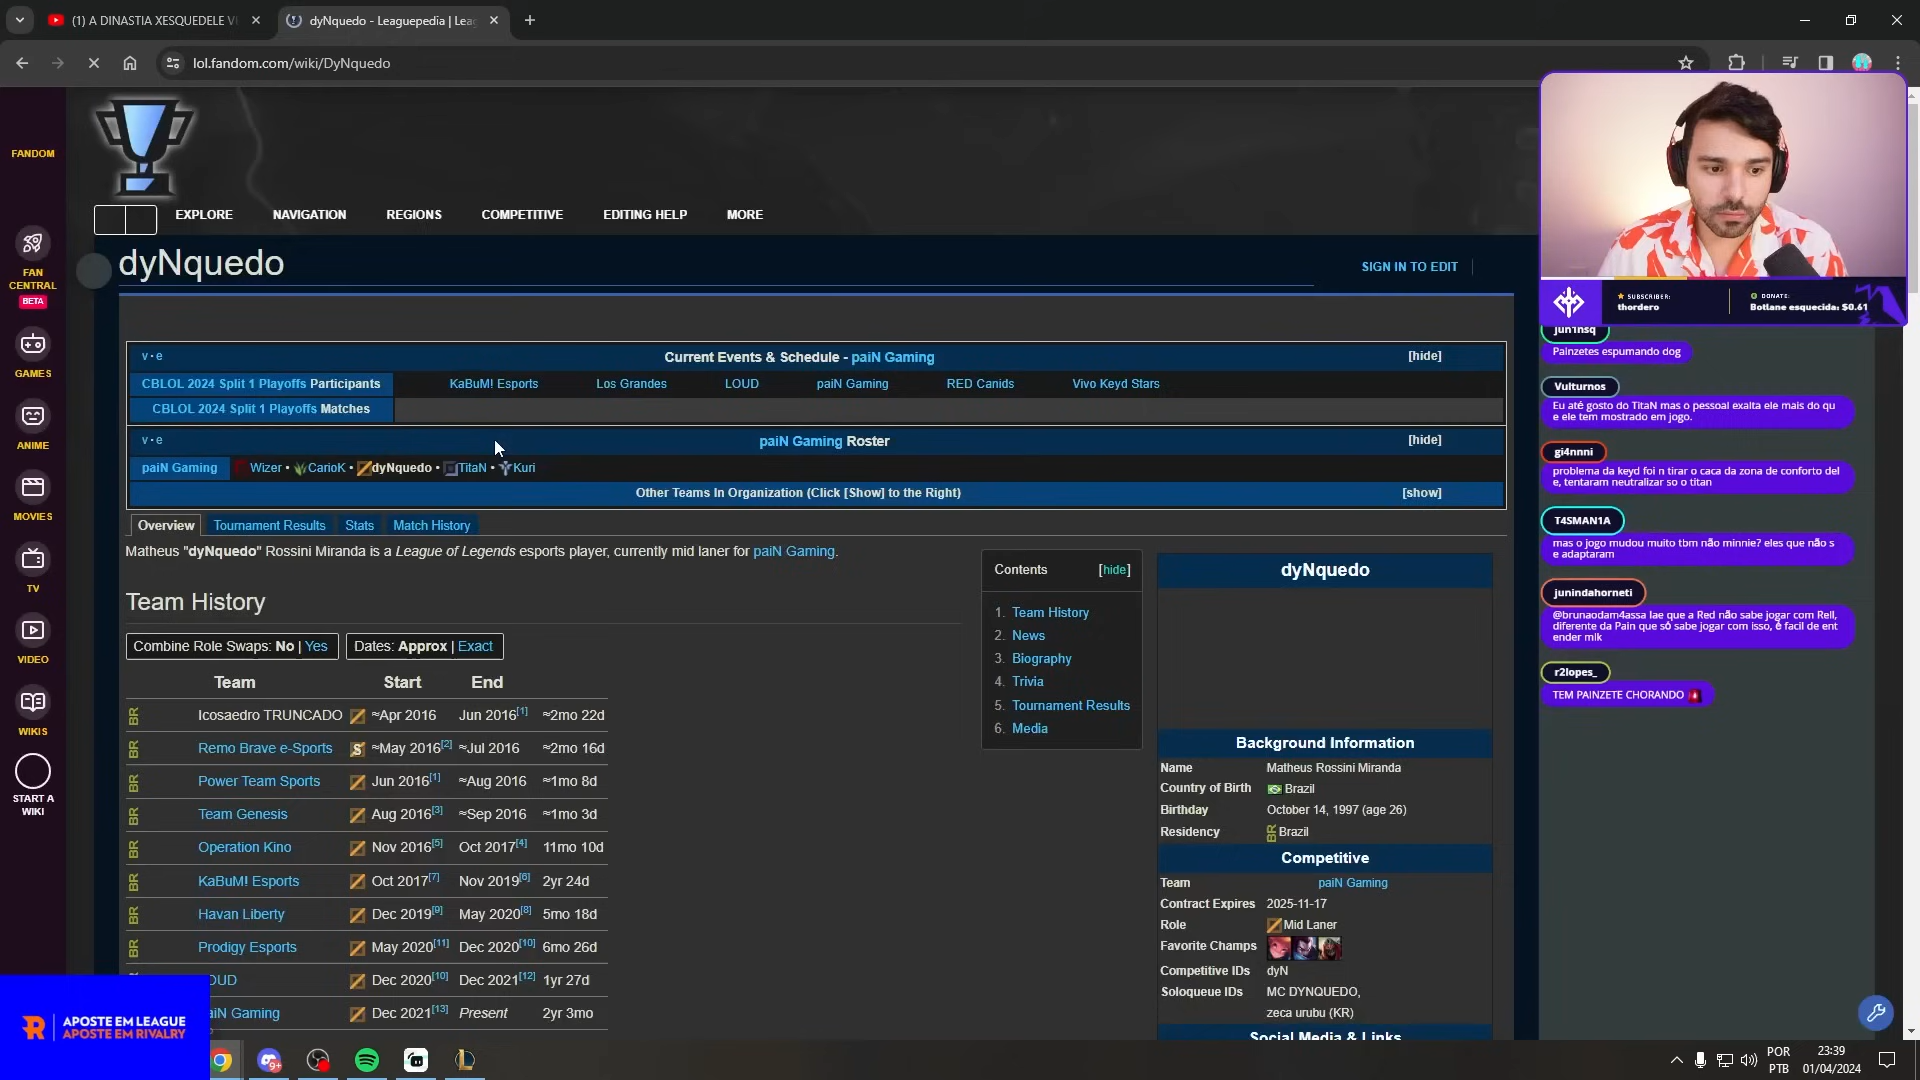 (1) A DINASTIA XESQUEDELE V
dyNquedo - Leaguepedia | Lea
lol.fandom.com/wiki/DyNquedo
FANDOM
FAN CENTRAL
BETA
GAMES
ANIME
MOVIES
TV
VIDEO
WIKIS
START A WIKI
EXPLORE NAVIGATION REGIONS COMPETITIVE EDITING HELP MORE
dyNquedo
SIGN IN TO EDIT
v·e Current Events & Schedule - paiN Gaming [hide]
CBLOL 2024 Split 1 Playoffs Participants KaBuM! Esports Los Grandes LOUD paiN Gaming RED Canids Vivo Keyd Stars
CBLOL 2024 Split 1 Playoffs Matches
v·e paiN Gaming Roster [hide]
paiN Gaming Wizer • CarioK • dyNquedo • TitaN • Kuri
Other Teams In Organization (Click [Show] to the Right) [show]
Overview Tournament Results Stats Match History
Matheus "dyNquedo" Rossini Miranda is a League of Legends esports player, currently mid laner for paiN Gaming.
Team History
Combine Role Swaps: No | Yes Dates: Approx | Exact
Team Start End
BR Icosaedro TRUNCADO ≈Apr 2016 Jun 2016[1] ≈2mo 22d
BR Remo Brave e-Sports S ≈May 2016[2] ≈Jul 2016 ≈2mo 16d
BR Power Team Sports Jun 2016[1] ≈Aug 2016 ≈1mo 8d
BR Team Genesis Aug 2016[3] ≈Sep 2016 ≈1mo 3d
BR Operation Kino Nov 2016[5] Oct 2017[4] 11mo 10d
BR KaBuM! Esports Oct 2017[7] Nov 2019[6] 2yr 24d
BR Havan Liberty Dec 2019[9] May 2020[8] 5mo 18d
BR Prodigy Esports May 2020[11] Dec 2020[10] 6mo 26d
OUD Dec 2020[10] Dec 2021[12] 1yr 27d
aiN Gaming Dec 2021[13] Present 2yr 3mo
Contents [hide]
1. Team History
2. News
3. Biography
4. Trivia
5. Tournament Results
6. Media
dyNquedo
Background Information
Name Matheus Rossini Miranda
Country of Birth Brazil
Birthday October 14, 1997 (age 26)
Residency BR Brazil
Competitive
Team paiN Gaming
Contract Expires 2025-11-17
Role Mid Laner
Favorite Champs
Competitive IDs dyN
Soloqueue IDs MC DYNQUEDO,
zeca urubu (KR)
Social Media & Links
SUBSCRIBER:
thordero
DONATE:
Botlane esquecida: $0.61
jun1nsq
Painzetes espumando dog
Vulturnos
Eu até gosto do TitaN mas o pessoal exalta ele mais do qu
e ele tem mostrado em jogo.
gi4nnni
problema da keyd foi n tirar o caca da zona de conforto del
e, tentaram neutralizar so o titan
T4SMAN1A
mas o jogo mudou muito tbm não minnie? eles que não s
e adaptaram
junindahorneti
@brunaodam4assa lae que a Red não sabe jogar com Rell,
diferente da Pain que só sabe jogar com isso, é facil de ent
ender mlk
r2lopes_
TEM PAINZETE CHORANDO
R APOSTE EM LEAGUE
APOSTE EM RIVALRY
9+
POR
PTB
23:39
01/04/2024